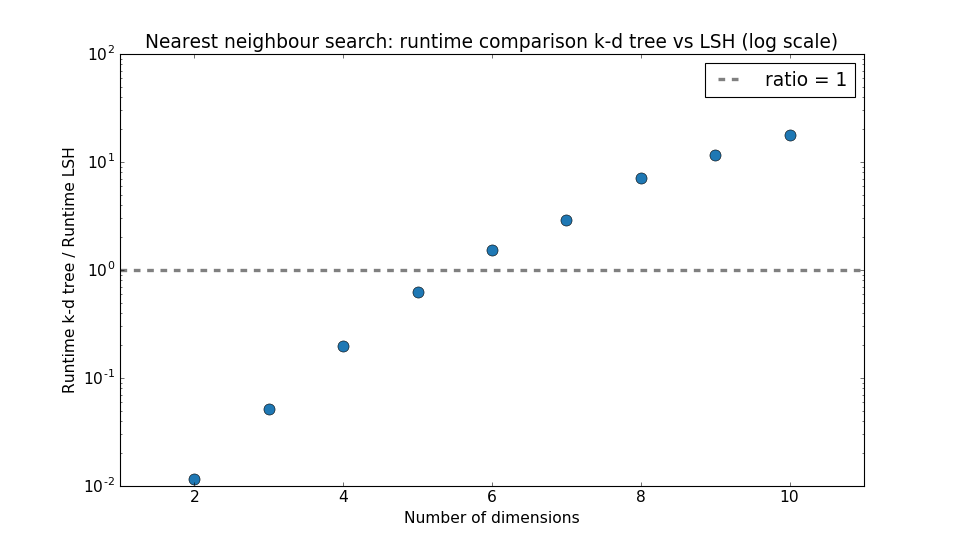 Nearest neighbour search: runtime comparison k-d tree vs LSH (log scale)
ratio = 1
Runtime k-d tree / Runtime LSH
10^2
10^1
10^0
10^-1
10^-2
2 4 6 8 10
Number of dimensions